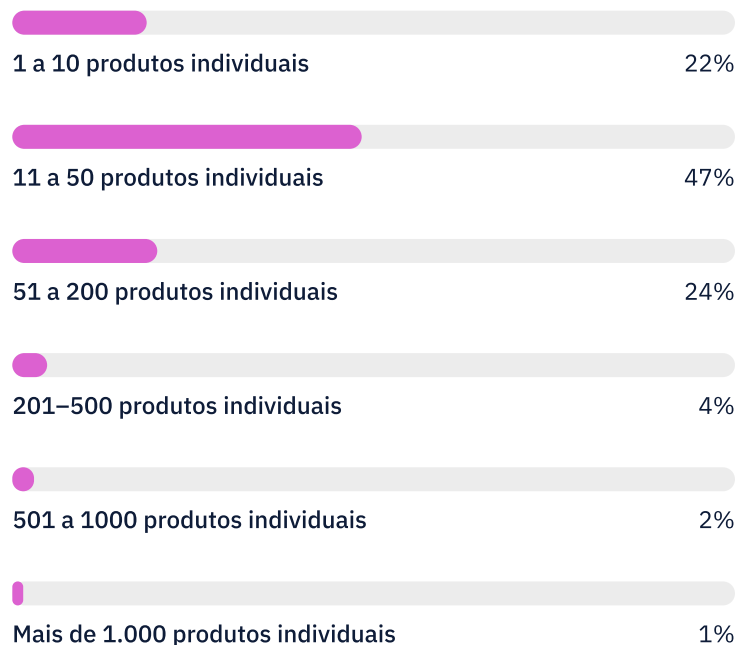 1 a 10 produtos individuais 22%
11 a 50 produtos individuais 47%
51 a 200 produtos individuais 24%
201–500 produtos individuais 4%
501 a 1000 produtos individuais 2%
Mais de 1.000 produtos individuais 1%